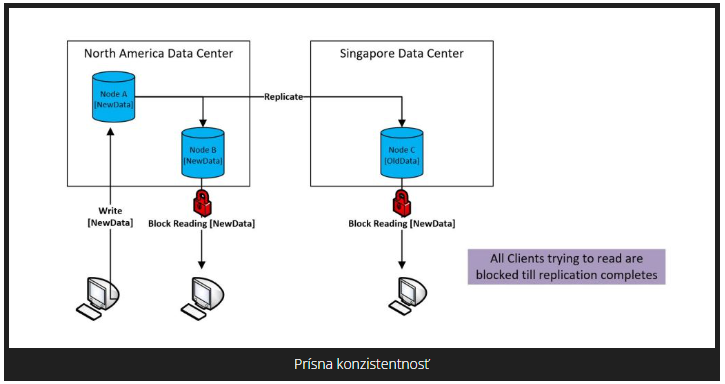 North America Data Center
Singapore Data Center
Node A
[NewData]
Replicate
Node B
[NewData]
Node C
[OldData]
Write
[NewData]
Block Reading [NewData]
Block Reading [NewData]
All Clients trying to read are
blocked till replication completes
Prísna konzistentnosť